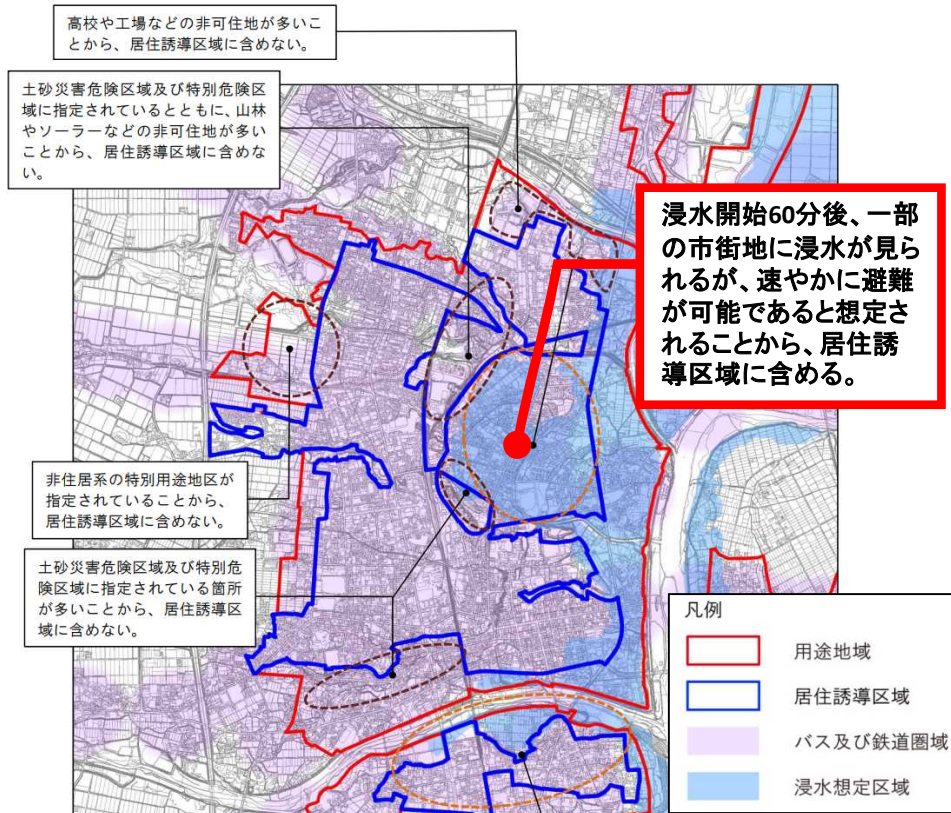 高校や工場などの非可住地が多いこ
とから、居住誘導区域に含めない。
土砂災害危険区域及び特別危険区
域に指定されているとともに、山林
やソーラーなどの非可住地が多い
ことから、居住誘導区域に含めな
い。
浸水開始60分後、一部
の市街地に浸水が見ら
れるが、速やかに避難
が可能であると想定さ
れることから、居住誘
導区域に含める。
非住居系の特別用途地区が
指定されていることから、
居住誘導区域に含めない。
土砂災害危険区域及び特別危
険区域に指定されている箇所
が多いことから、居住誘導区
域に含めない。
凡例
用途地域
居住誘導区域
バス及び鉄道圏域
浸水想定区域